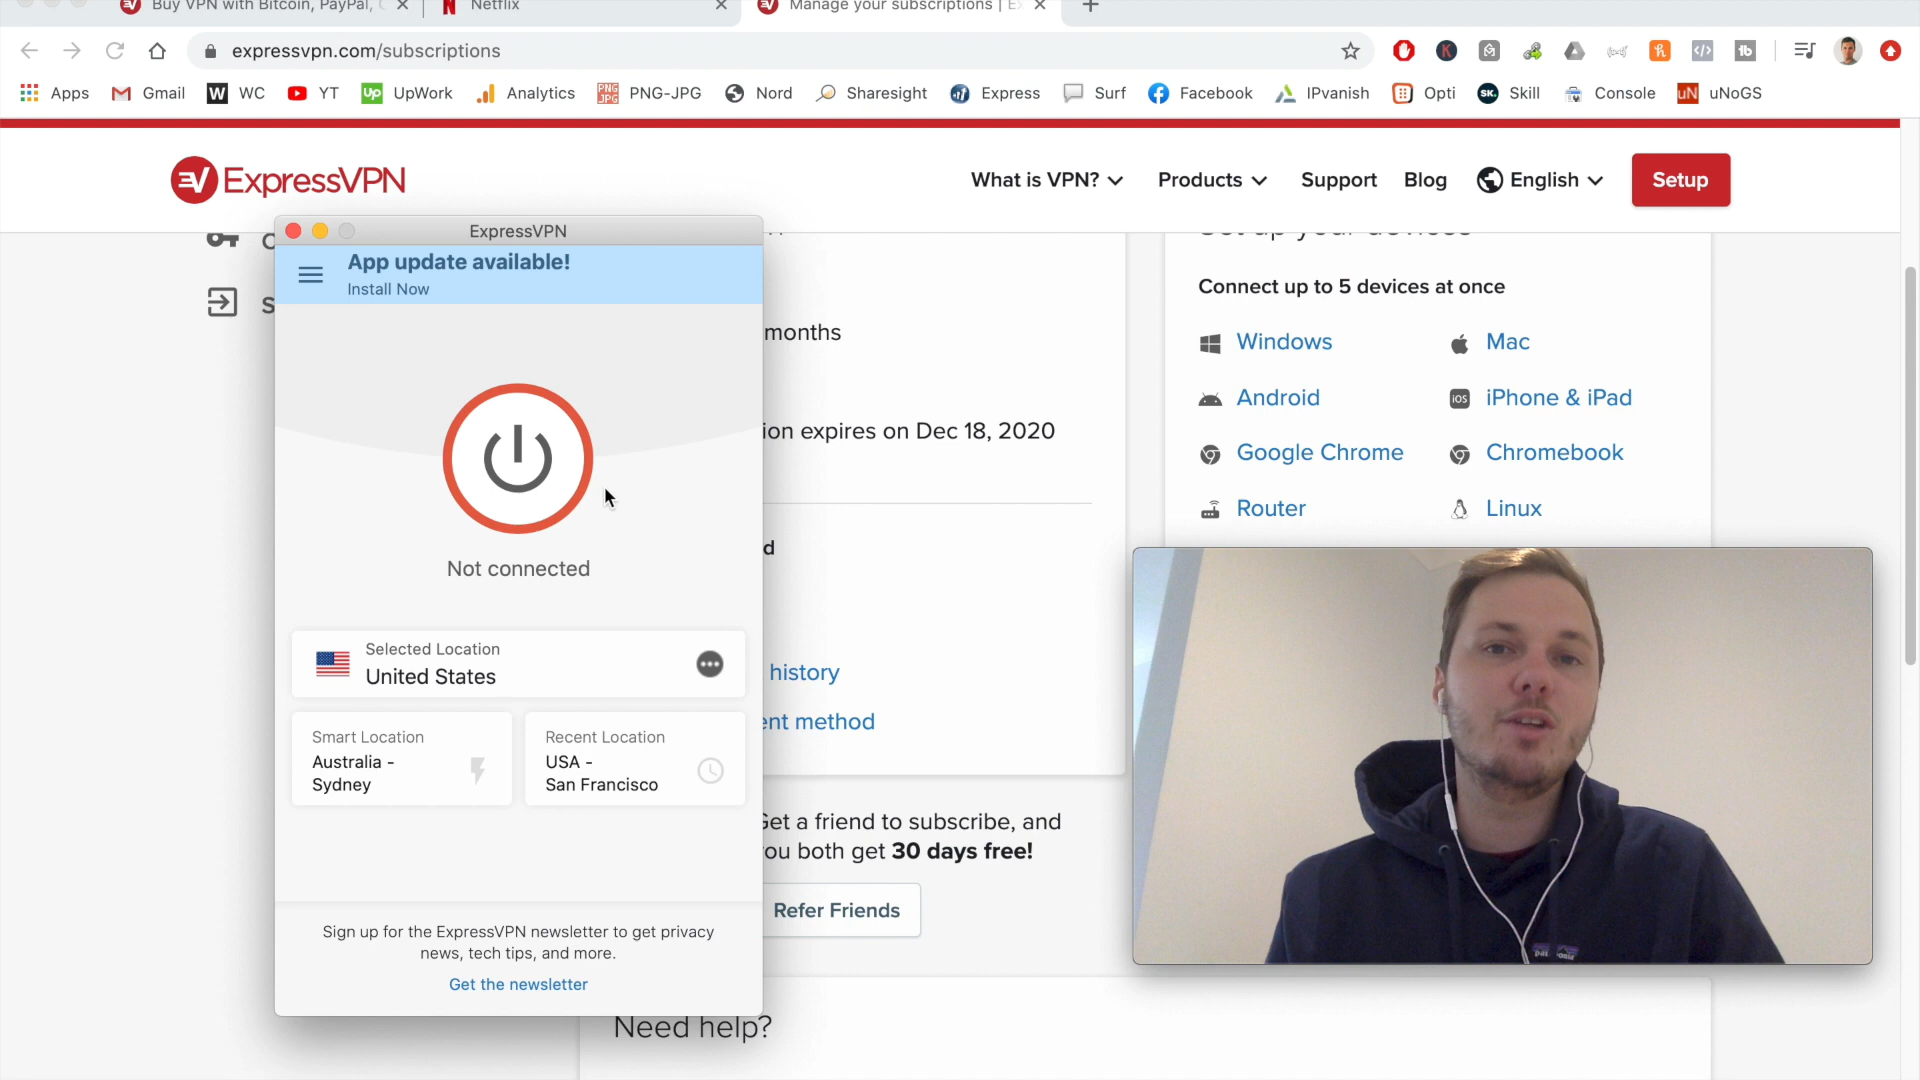 Buy VPN with Bitcoin, PayPal,
Netflix
Manage your subscriptions | E
expressvpn.com/subscriptions
Apps
Gmail
WC
YT
UpWork
Analytics
PNG-JPG
Nord
Sharesight
Express
Surf
Facebook
IPvanish
Opti
Skill
Console
uNoGS
ExpressVPN
What is VPN?
Products
Support
Blog
English
Setup
ExpressVPN
App update available!
Install Now
Not connected
Selected Location
United States
Smart Location
Australia -
Sydney
Recent Location
USA -
San Francisco
Sign up for the ExpressVPN newsletter to get privacy
news, tech tips, and more.
Get the newsletter
months
ion expires on Dec 18, 2020
d
history
ent method
Get a friend to subscribe, and
you both get 30 days free!
Refer Friends
Need help?
Set up your devices
Connect up to 5 devices at once
Windows
Mac
Android
iPhone & iPad
Google Chrome
Chromebook
Router
Linux